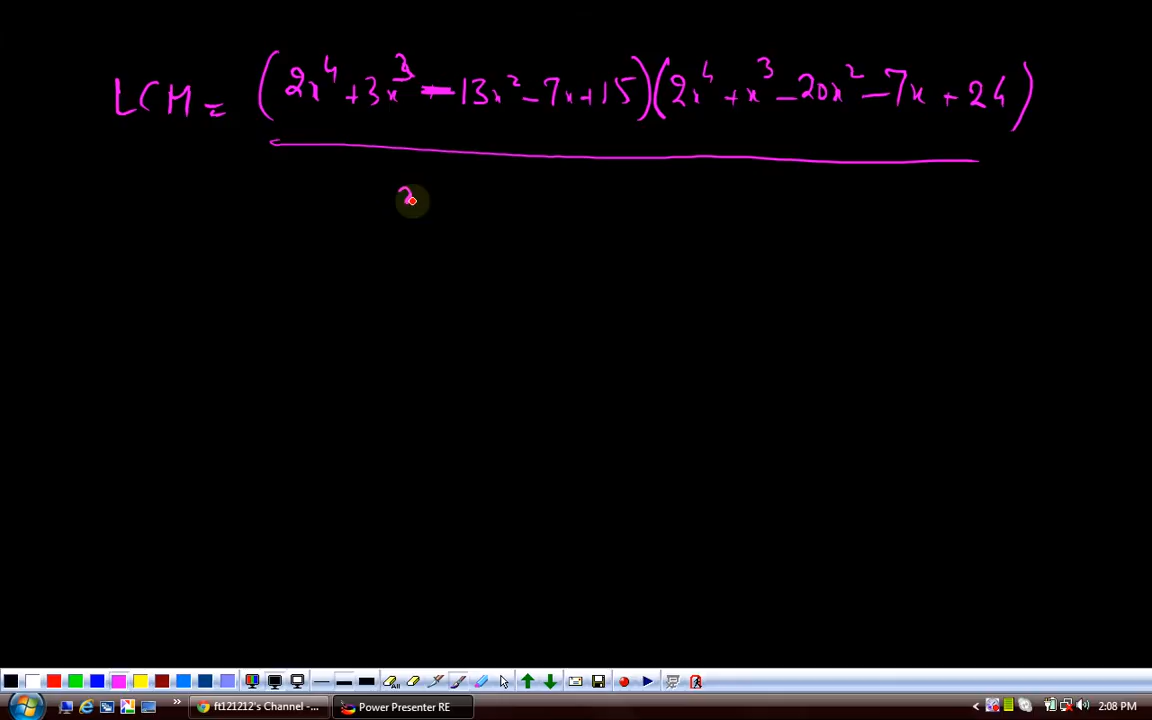 LCM = (2x⁴ + 3x³ - 13x² - 7x + 15)(2x⁴ + x³ - 20x² - 7x + 24)
ft121212's Channel -... Power Presenter RE 2:08 PM